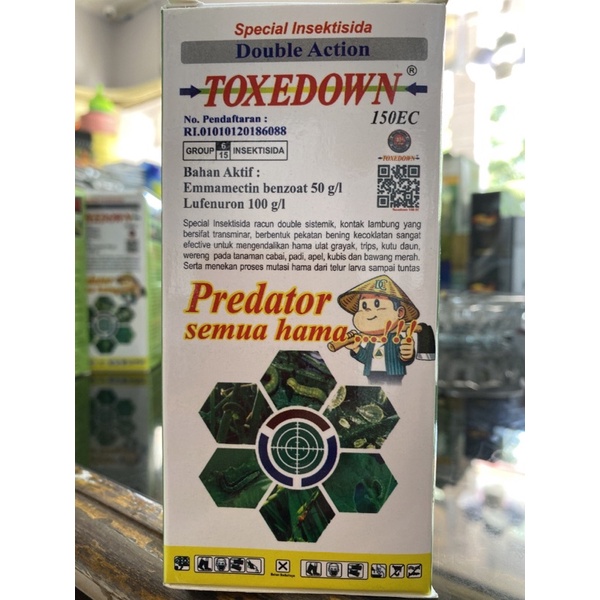 Special Insektisida
Double Action
TOXEDOWN®
150EC
No. Pendaftaran :
RI.01010120186088
GROUP 6 15 INSEKTISIDA
TOXEDOWN
Bahan Aktif :
Emmamectin benzoat 50 g/l
Lufenuron 100 g/l
Special Insektisida racun double sistemik, kontak lambung yang
bersifat transminar, berbentuk pekatan bening kecoklatan sangat
efective untuk mengendalikan hama ulat grayak, trips, kutu daun,
wereng pada tanaman cabai, padi, apel, kubis dan bawang merah.
Serta menekan proses mutasi hama dari telur larva sampai tuntas
Predator
semua hama...!!!
TOXEDOWN